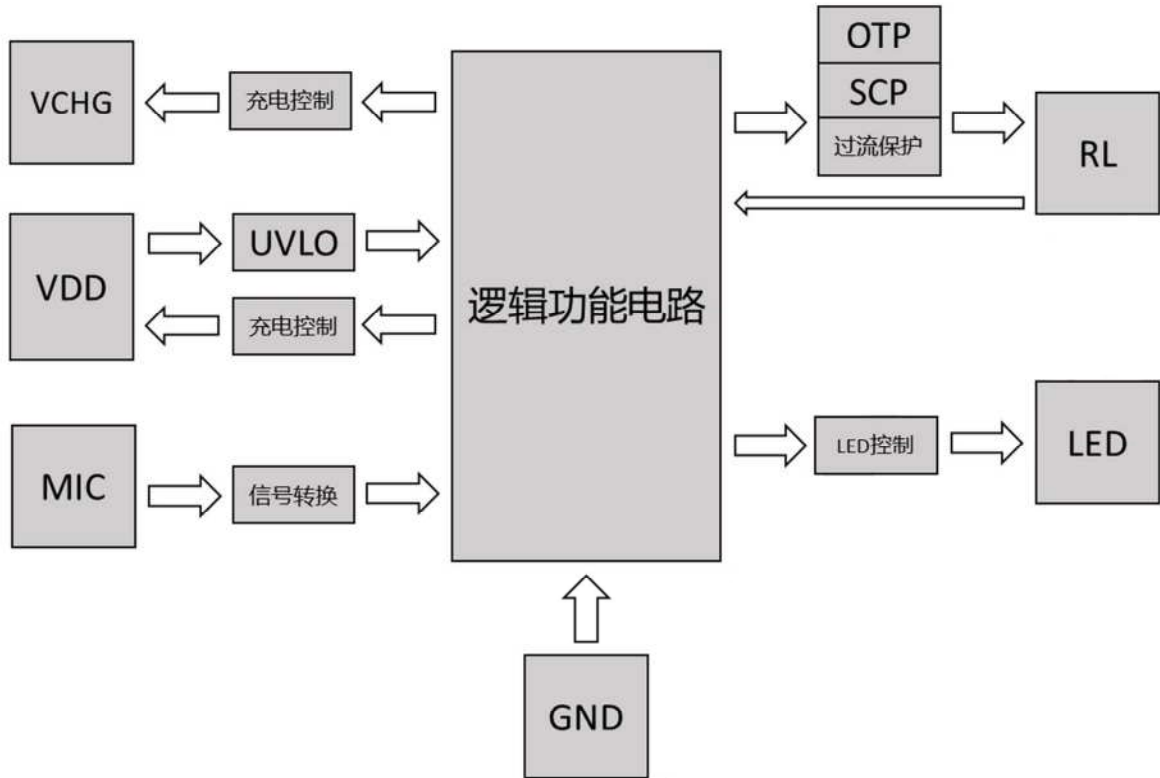 VCHG
充电控制
OTP
SCP
过流保护
RL
VDD
UVLO
充电控制
逻辑功能电路
MIC
信号转换
LED控制
LED
GND